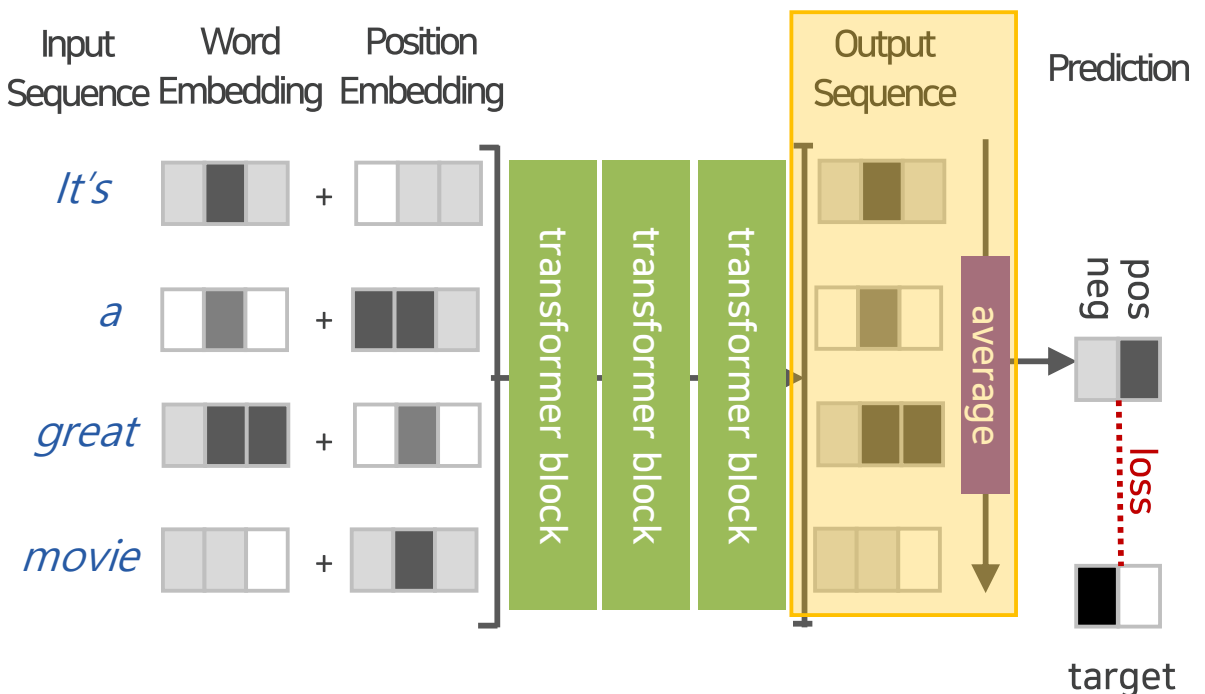 Input
Sequence
Word
Embedding
Position
Embedding
Output
Sequence
Prediction
It's
+
a
+
great
+
movie
+
transformer block
transformer block
transformer block
average
pos
neg
loss
target